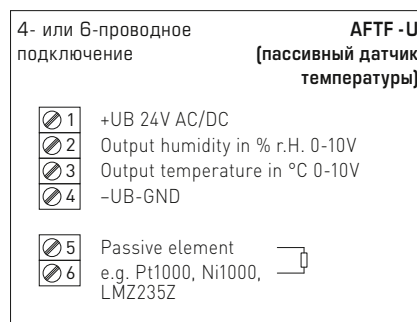 4- или 6-проводное
подключение
AFTF - U
(пассивный датчик
температуры)
1 +UB 24V AC/DC
2 Output humidity in % r.H. 0-10V
3 Output temperature in °C 0-10V
4 –UB-GND
5 Passive element
6 e.g. Pt1000, Ni1000,
LMZ235Z